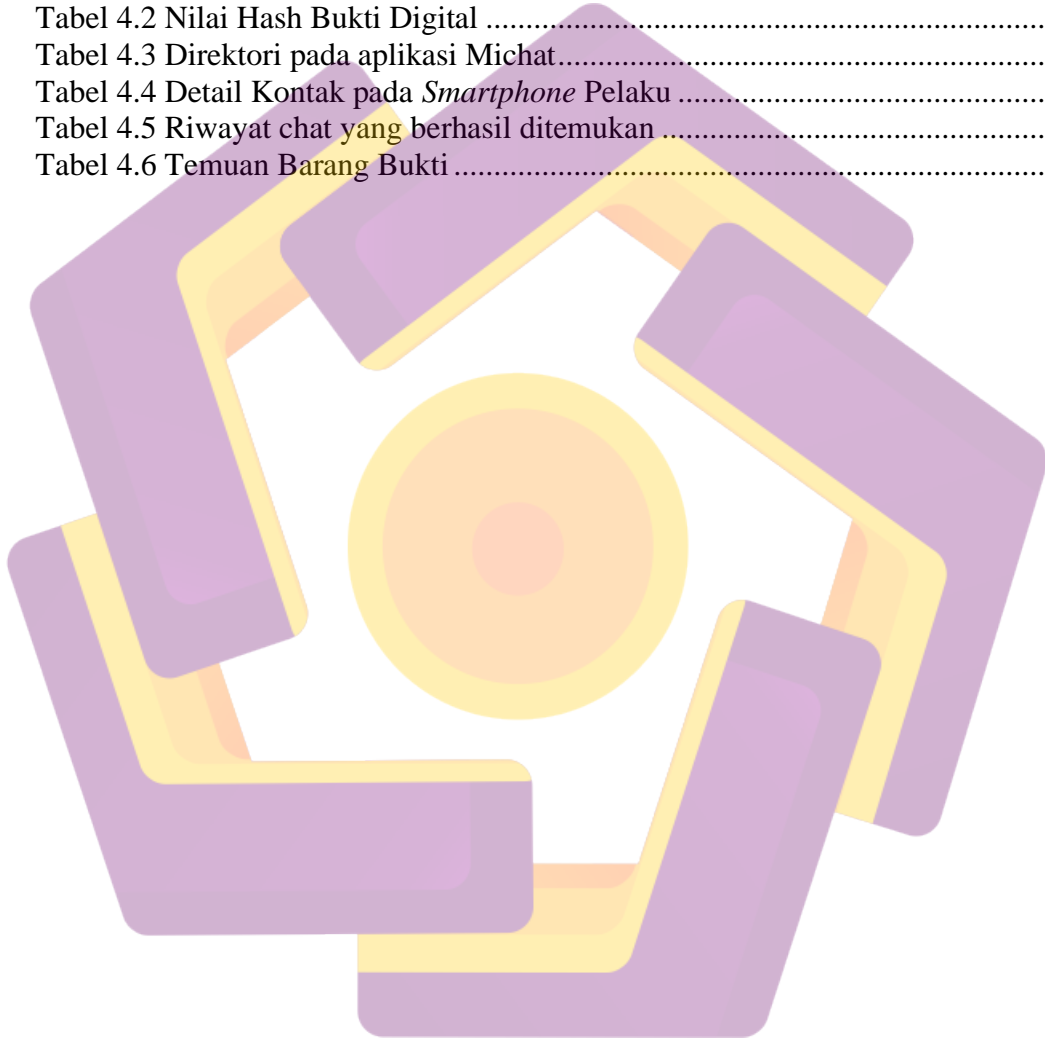 Tabel 4.2 Nilai Hash Bukti Digital ......................................................................
Tabel 4.3 Direktori pada aplikasi Michat.............................................................
Tabel 4.4 Detail Kontak pada Smartphone Pelaku ..............................................
Tabel 4.5 Riwayat chat yang berhasil ditemukan ................................................
Tabel 4.6 Temuan Barang Bukti ..........................................................................